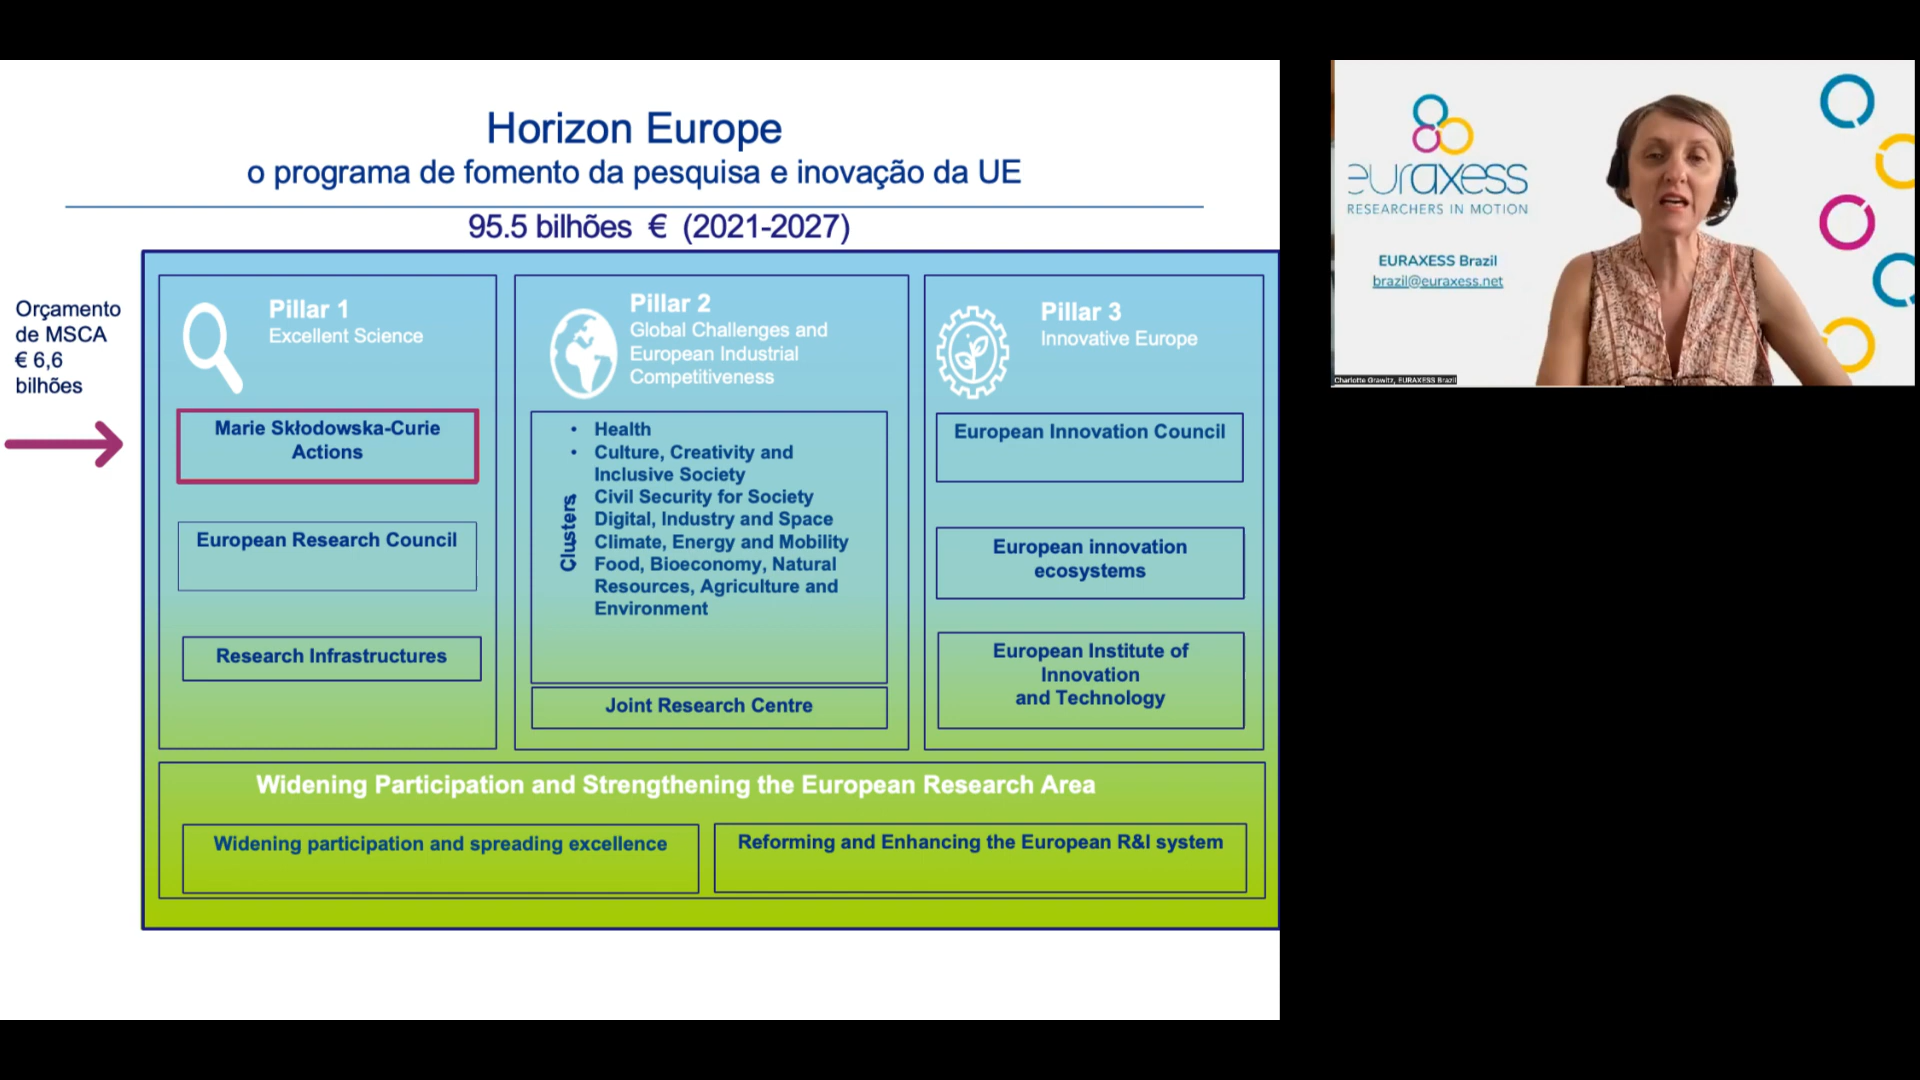 Horizon Europe
o programa de fomento da pesquisa e inovação da UE
95.5 bilhões € (2021-2027)
Orçamento
de MSCA
€ 6,6
bilhões
Pillar 1
Excellent Science
Marie Skłodowska-Curie
Actions
European Research Council
Research Infrastructures
Pillar 2
Global Challenges and
European Industrial
Competitiveness
Clusters
• Health
• Culture, Creativity and
Inclusive Society
Civil Security for Society
Digital, Industry and Space
Climate, Energy and Mobility
Food, Bioeconomy, Natural
Resources, Agriculture and
Environment
Joint Research Centre
Pillar 3
Innovative Europe
European Innovation Council
European innovation
ecosystems
European Institute of
Innovation
and Technology
Widening Participation and Strengthening the European Research Area
Widening participation and spreading excellence
Reforming and Enhancing the European R&I system
euraxess
RESEARCHERS IN MOTION
EURAXESS Brazil
brazil@euraxess.net
Charlotte Grawitz, EURAXESS Brazil